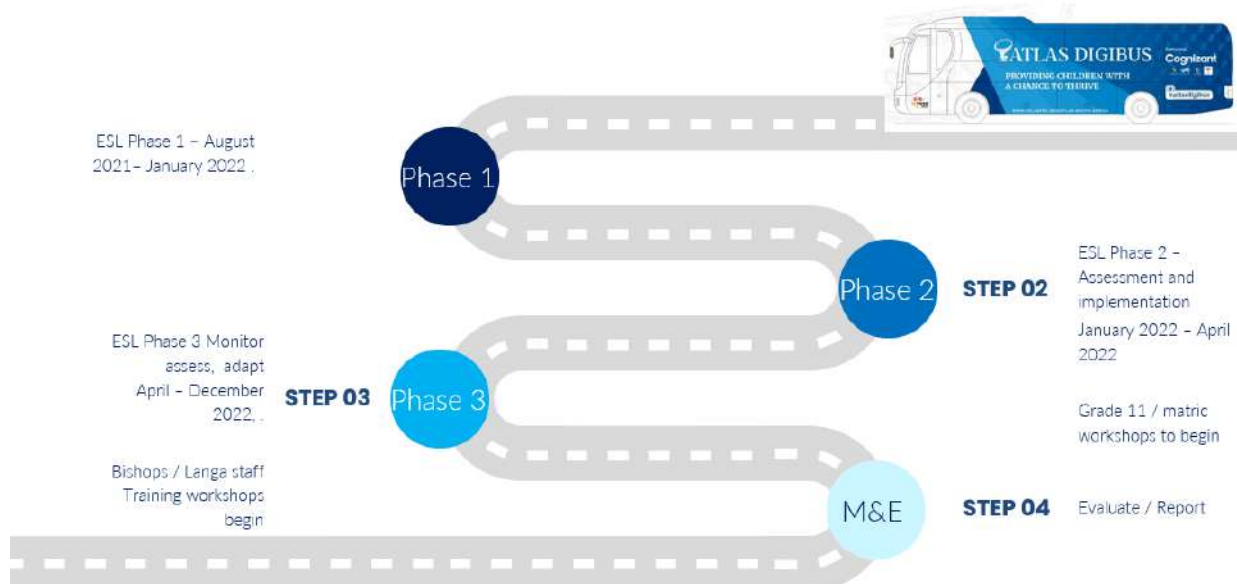 ATLAS DIGIBUS
PROVIDING CHILDREN WITH
A CHANCE TO THRIVE
Cognizant
ESL Phase 1 – August
2021– January 2022 .
Phase 1
Phase 2
STEP 02
ESL Phase 2 –
Assessment and
implementation
January 2022 – April
2022
Grade 11 / matric
workshops to begin
ESL Phase 3 Monitor
assess, adapt
April – December
2022, .
STEP 03
Phase 3
Bishops / Langa staff
Training workshops
begin
M&E
STEP 04
Evaluate / Report